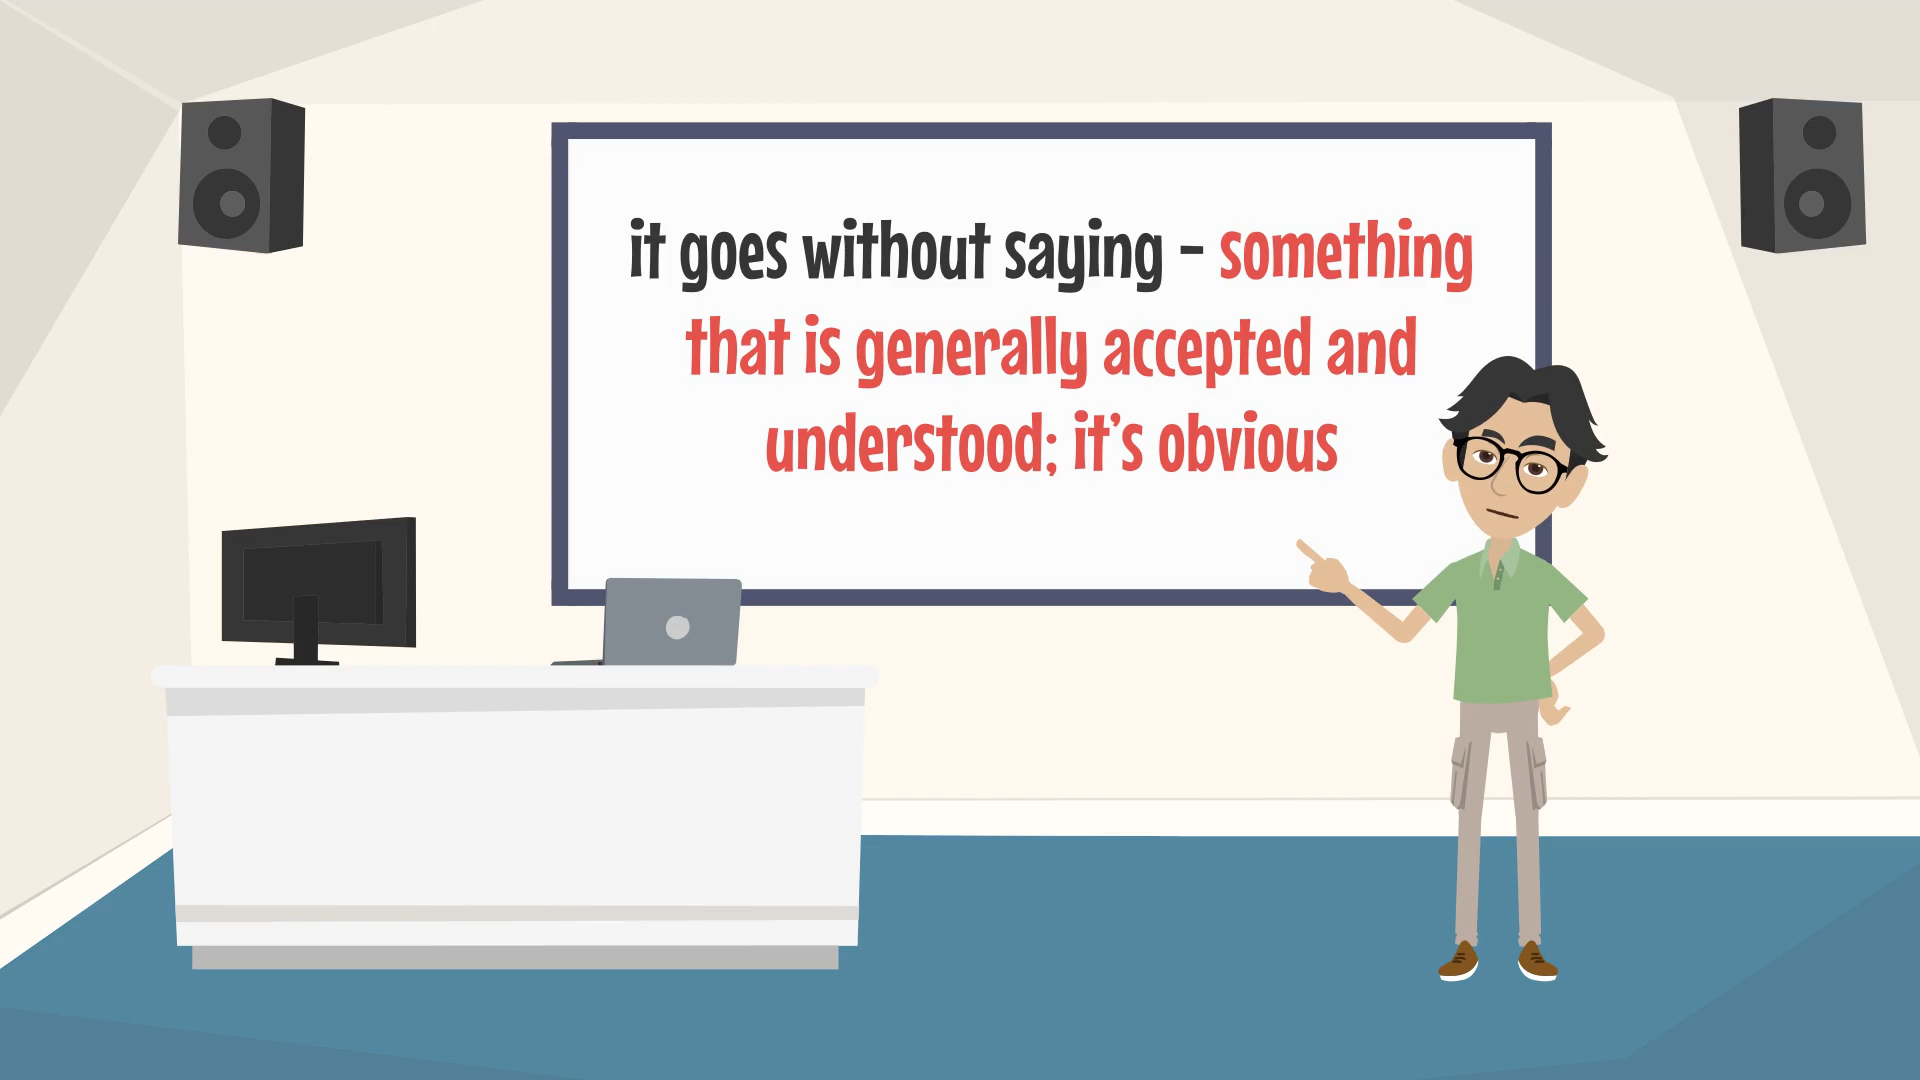 it goes without saying - something
that is generally accepted and
understood; it's obvious